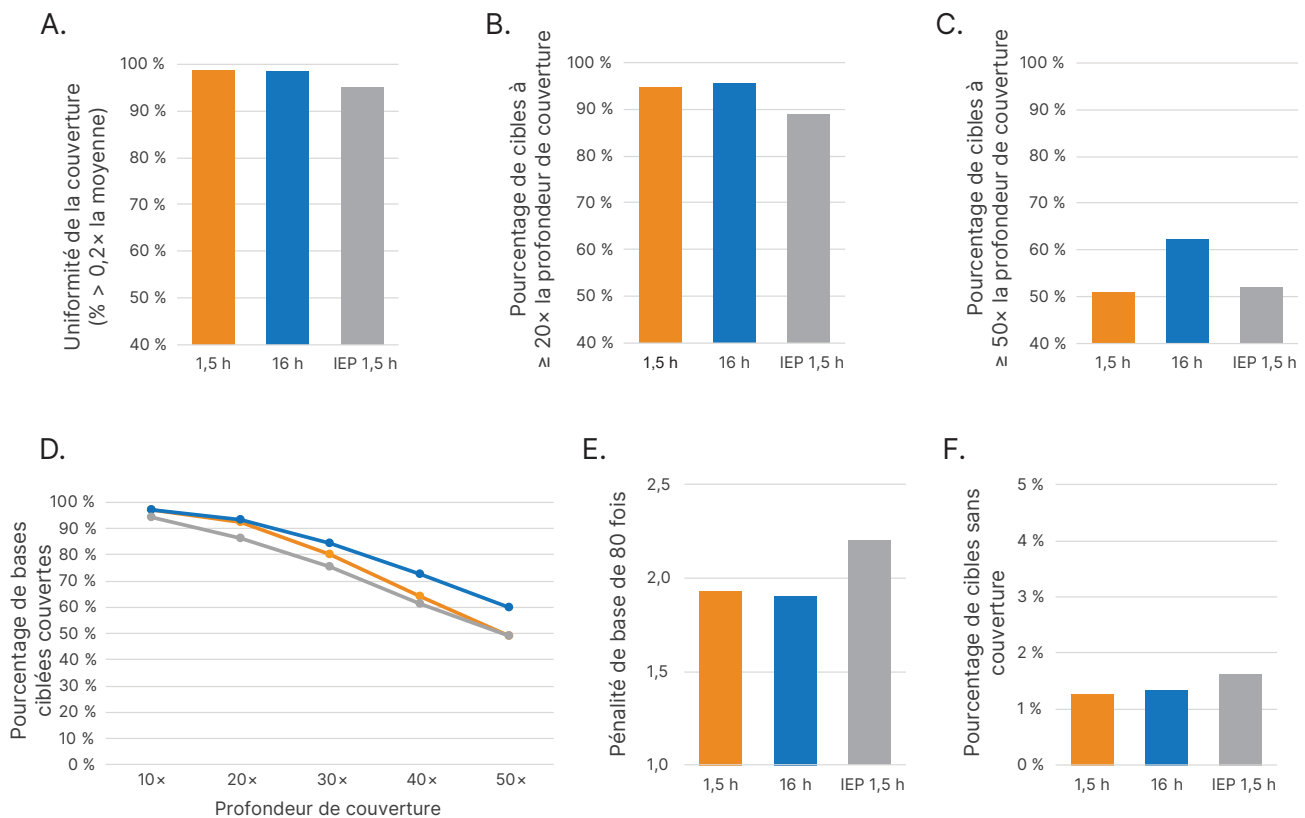 A.
Uniformité de la couverture
(% > 0,2× la moyenne)
100 %
90 %
80 %
70 %
60 %
50 %
40 %
1,5 h
16 h
IEP 1,5 h
B.
Pourcentage de cibles à
≥ 20× la profondeur de couverture
100 %
90 %
80 %
70 %
60 %
50 %
40 %
1,5 h
16 h
IEP 1,5 h
C.
Pourcentage de cibles à
≥ 50× la profondeur de couverture
100 %
90 %
80 %
70 %
60 %
50 %
40 %
1,5 h
16 h
IEP 1,5 h
D.
Pourcentage de bases
ciblées couvertes
100 %
90 %
80 %
70 %
60 %
50 %
40 %
30 %
20 %
10 %
0 %
10×
20×
30×
40×
50×
Profondeur de couverture
E.
Pénalité de base de 80 fois
2,5
2,0
1,5
1,0
1,5 h
16 h
IEP 1,5 h
F.
Pourcentage de cibles sans
couverture
5 %
4 %
3 %
2 %
1 %
0 %
1,5 h
16 h
IEP 1,5 h